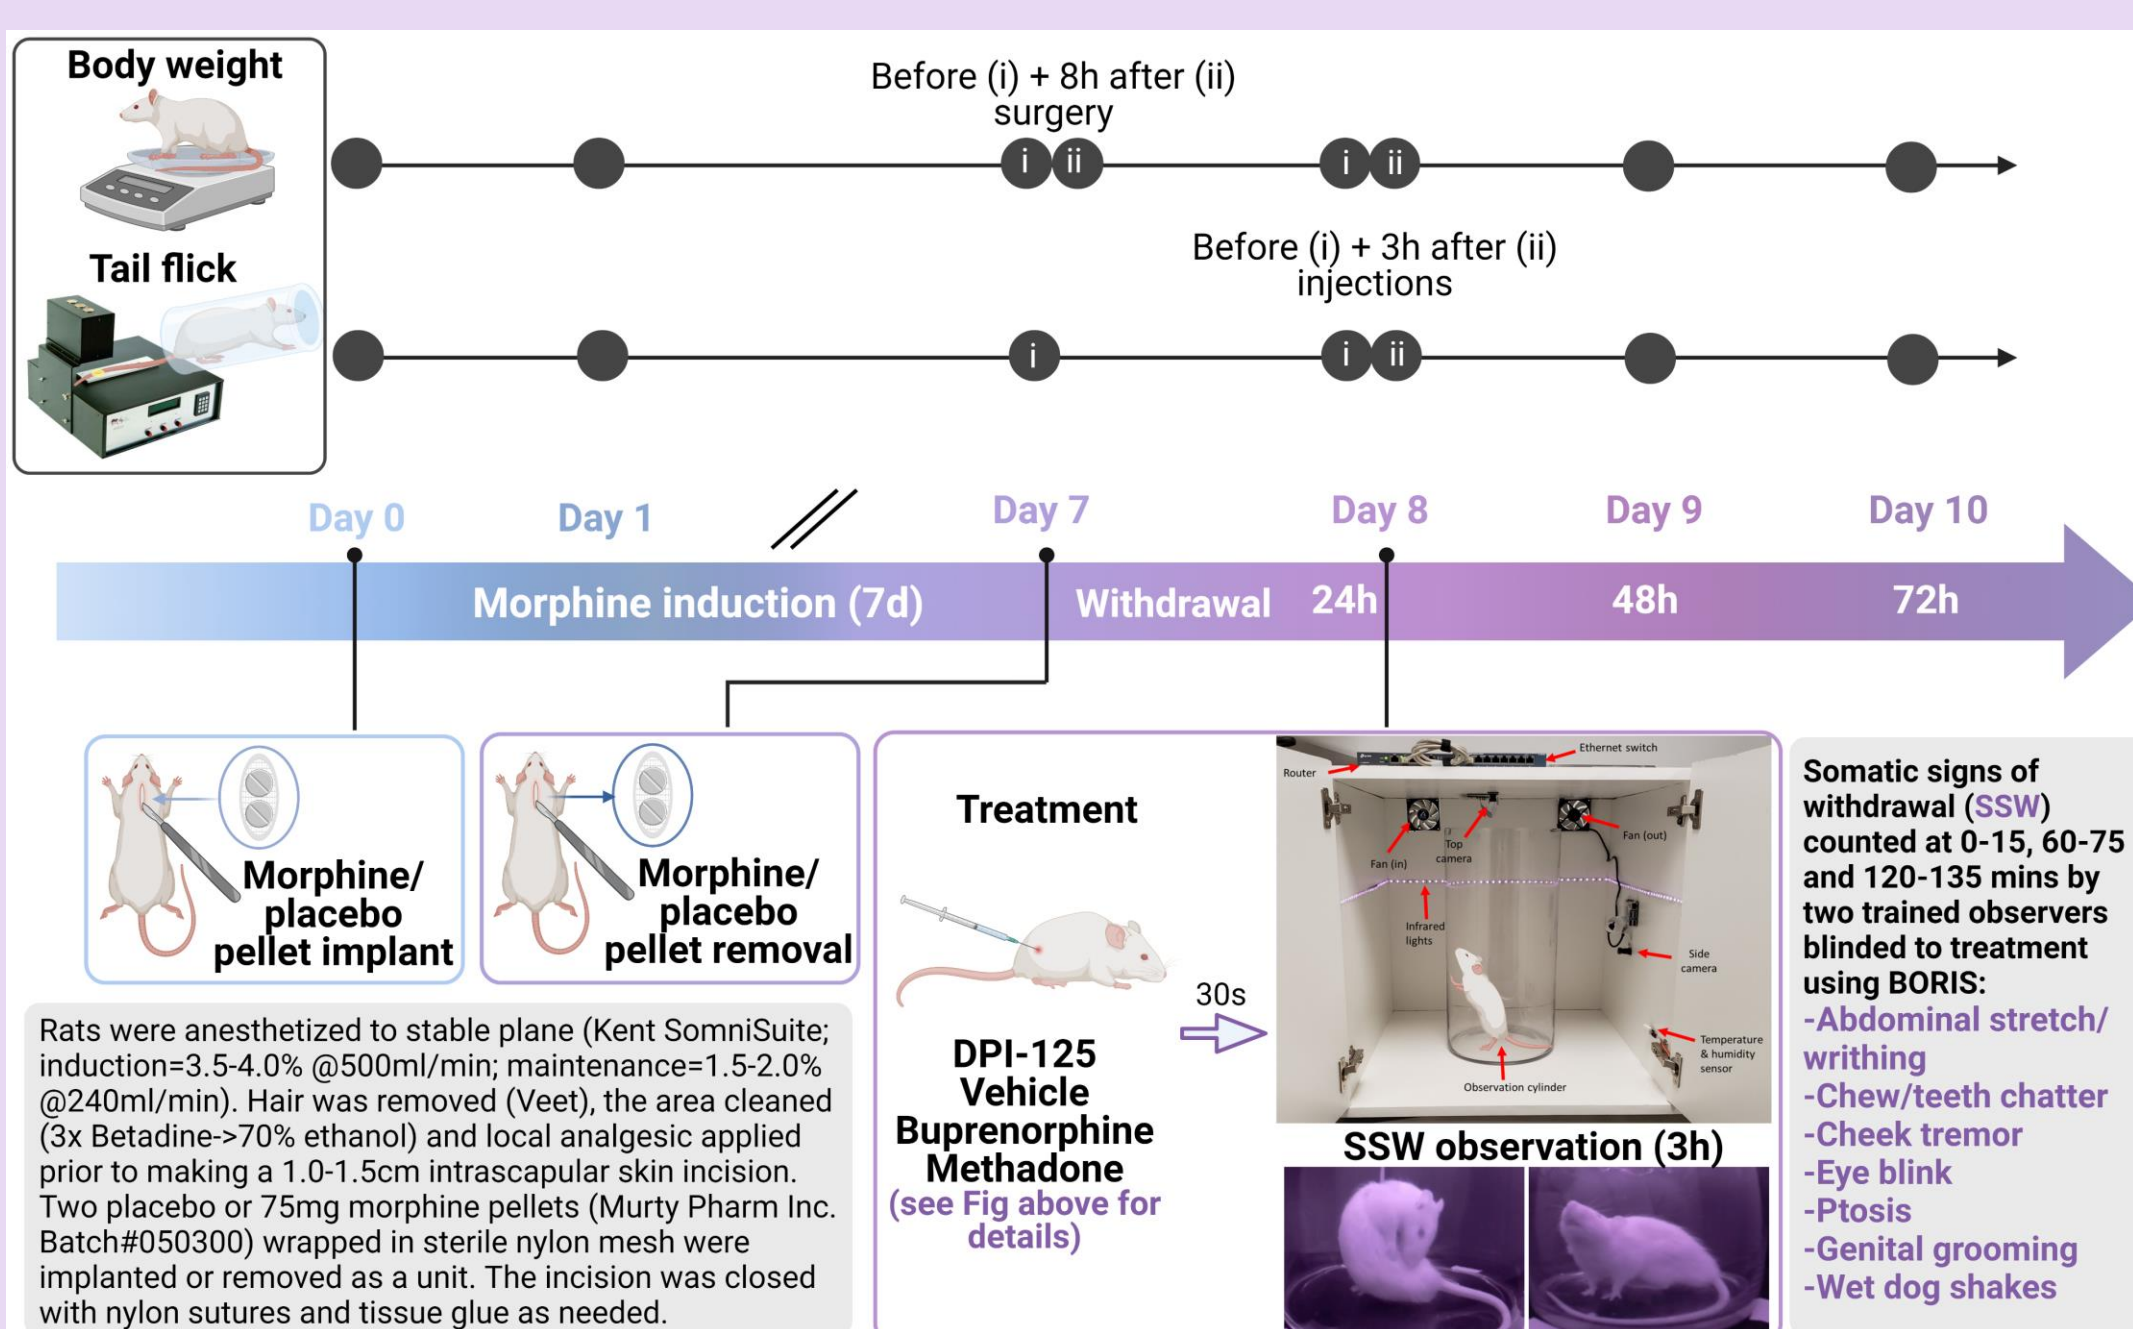 Body weight
Tail flick
Before (i) + 8h after (ii)
surgery
i ii
i ii
Before (i) + 3h after (ii)
injections
i
i ii
Day 0
Day 1
Day 7
Day 8
Day 9
Day 10
Morphine induction (7d)
Withdrawal
24h
48h
72h
Morphine/
placebo
pellet implant
Morphine/
placebo
pellet removal
Rats were anesthetized to stable plane (Kent SomniSuite;
induction=3.5-4.0% @500ml/min; maintenance=1.5-2.0%
@240ml/min). Hair was removed (Veet), the area cleaned
(3x Betadine->70% ethanol) and local analgesic applied
prior to making a 1.0-1.5cm intrascapular skin incision.
Two placebo or 75mg morphine pellets (Murty Pharm Inc.
Batch#050300) wrapped in sterile nylon mesh were
implanted or removed as a unit. The incision was closed
with nylon sutures and tissue glue as needed.
Treatment
DPI-125
Vehicle
Buprenorphine
Methadone
(see Fig above for
details)
30s
Router
Ethernet switch
Fan (in)
Top
camera
Fan (out)
Infrared
lights
Side
camera
Temperature
& humidity
sensor
Observation cylinder
SSW observation (3h)
Somatic signs of
withdrawal (SSW)
counted at 0-15, 60-75
and 120-135 mins by
two trained observers
blinded to treatment
using BORIS:
-Abdominal stretch/
writhing
-Chew/teeth chatter
-Cheek tremor
-Eye blink
-Ptosis
-Genital grooming
-Wet dog shakes